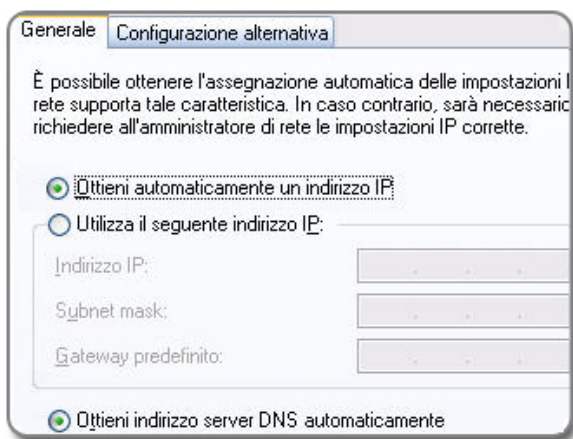 Generale
Configurazione alternativa
È possibile ottenere l'assegnazione automatica delle impostazioni
rete supporta tale caratteristica. In caso contrario, sarà necessario
richiedere all'amministratore di rete le impostazioni IP corrette.
Ottieni automaticamente un indirizzo IP
Utilizza il seguente indirizzo IP:
Indirizzo IP:
Subnet mask:
Gateway predefinito:
Ottieni indirizzo server DNS automaticamente